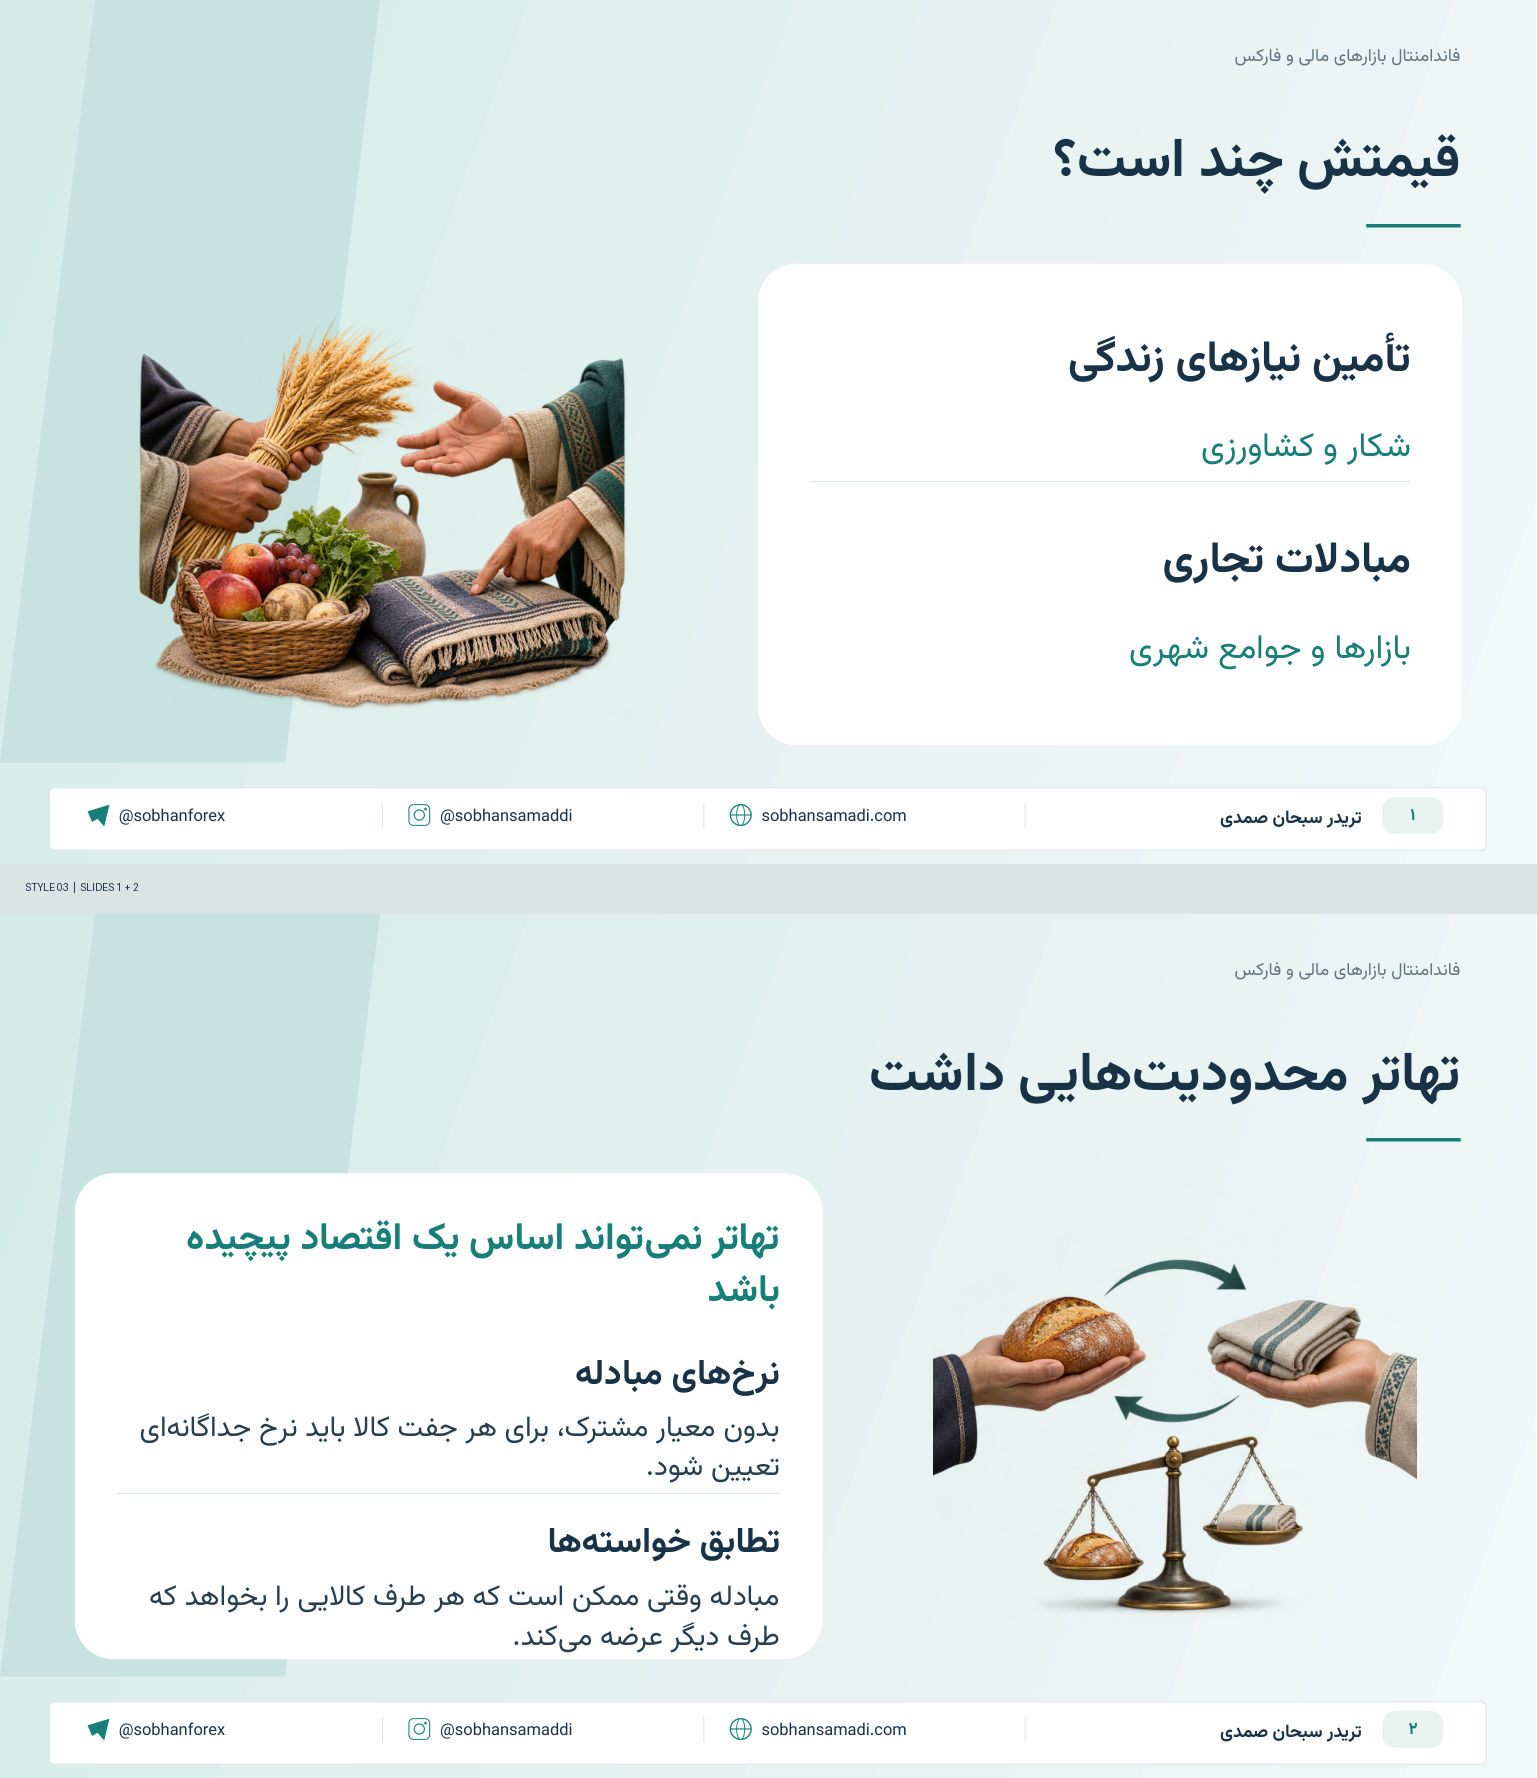 فاندامنتال بازارهای مالی و فارکس
قیمتش چند است؟
تأمین نیازهای زندگی
شکار و کشاورزی
مبادلات تجاری
بازارها و جوامع شهری
۱
تریدر سبحان صمدی
sobhansamadi.com
@sobhansamaddi
@sobhanforex
STYLE 03 | SLIDES 1 + 2
فاندامنتال بازارهای مالی و فارکس
تهاتر محدودیت‌هایی داشت
تهاتر نمی‌تواند اساس یک اقتصاد پیچیده
باشد
نرخ‌های مبادله
بدون معیار مشترک، برای هر جفت کالا باید نرخ جداگانه‌ای
تعیین شود.
تطابق خواسته‌ها
مبادله وقتی ممکن است که هر طرف کالایی را بخواهد که
طرف دیگر عرضه می‌کند.
۲
تریدر سبحان صمدی
sobhansamadi.com
@sobhansamaddi
@sobhanforex